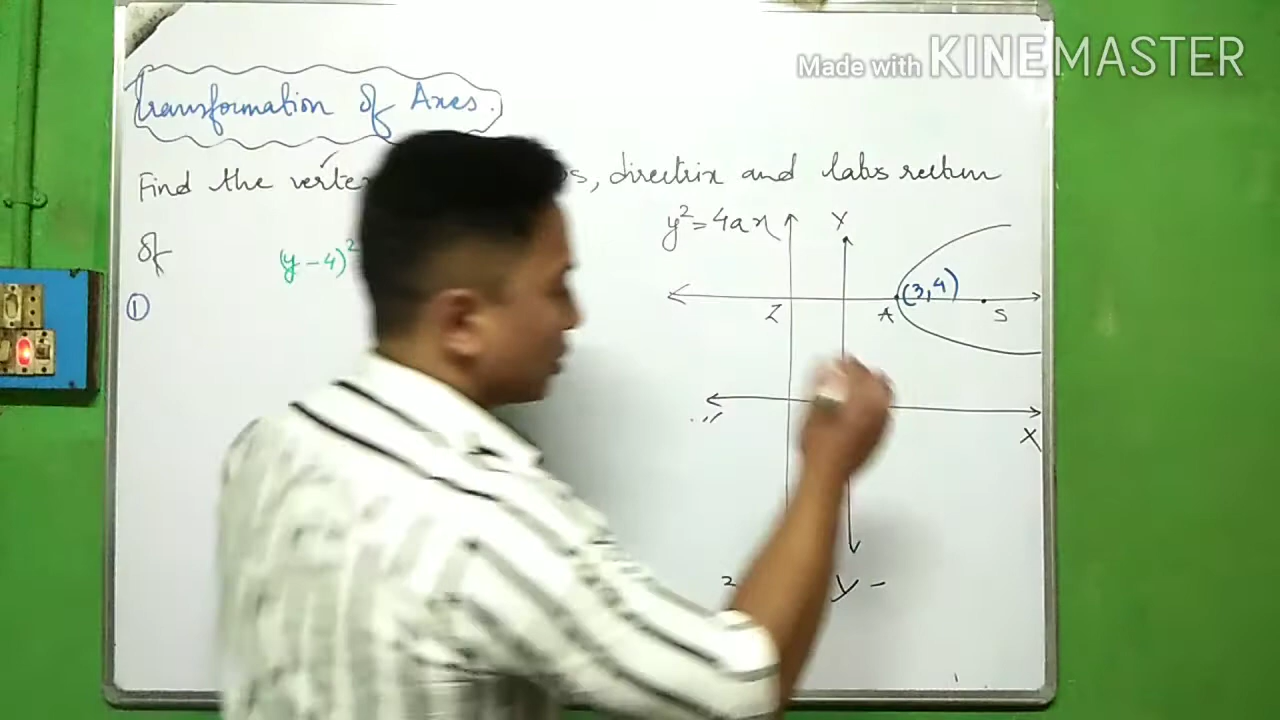 Made with KINEMASTER
Transformation of Axes.
Find the directrix and latus rectum
of (y-4)²
①
y²=4ax
Y
(3,4)
Z A S
X
Y